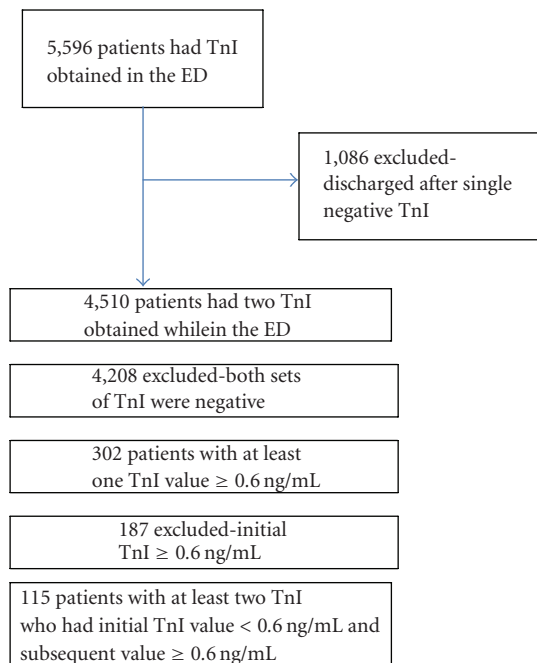 5,596 patients had TnI
obtained in the ED
1,086 excluded-
discharged after single
negative TnI
4,510 patients had two TnI
obtained whilein the ED
4,208 excluded-both sets
of TnI were negative
302 patients with at least
one TnI value ≥ 0.6 ng/mL
187 excluded-initial
TnI ≥ 0.6 ng/mL
115 patients with at least two TnI
who had initial TnI value < 0.6 ng/mL and
subsequent value ≥ 0.6 ng/mL